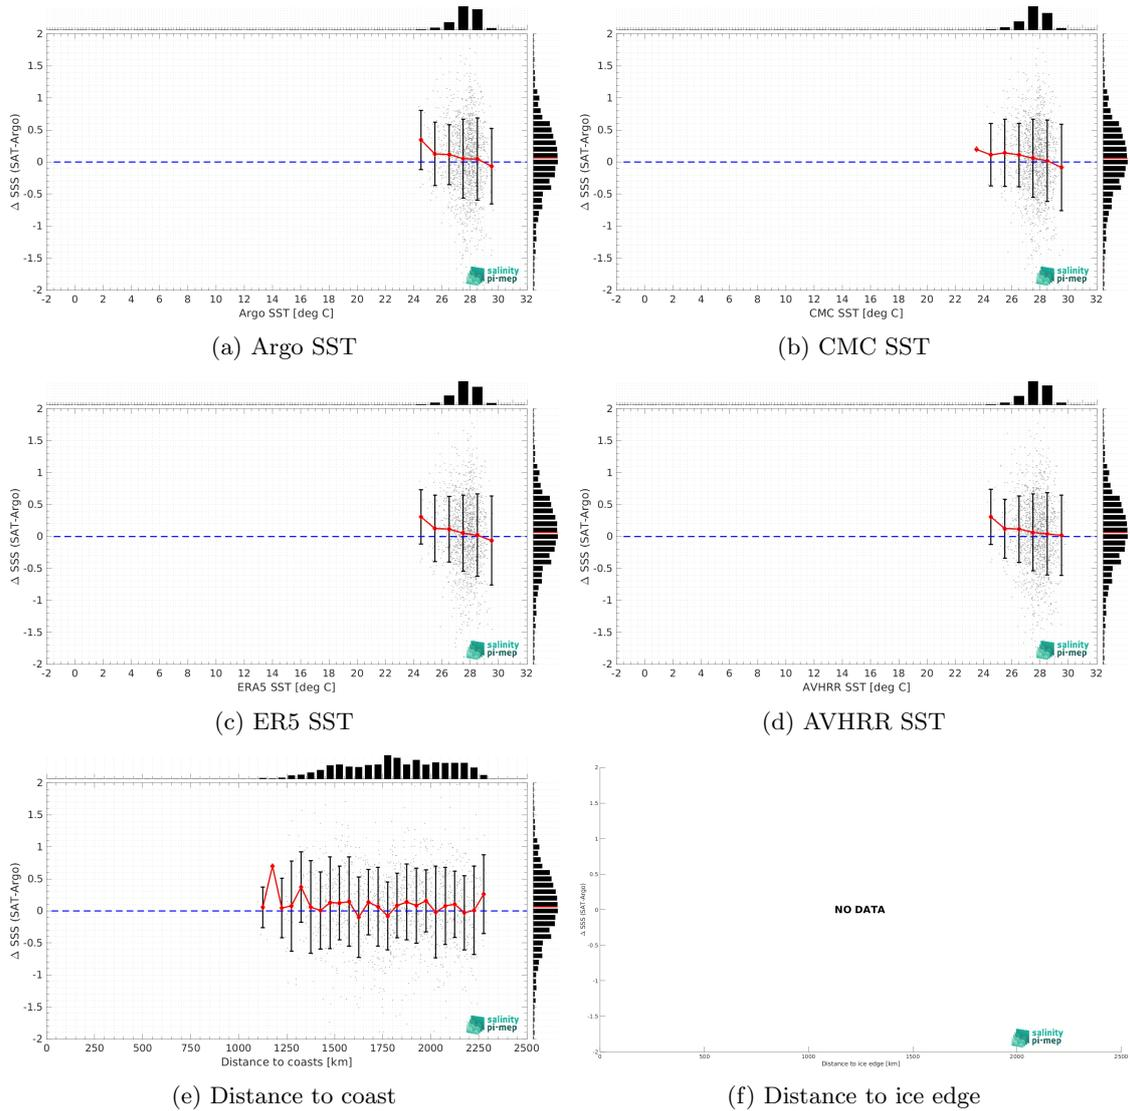 2
1.5
1
0.5
0
-0.5
-1
-1.5
-2
Δ SSS (SAT-Argo)
-2 0 2 4 6 8 10 12 14 16 18 20 22 24 26 28 30 32
Argo SST [deg C]
salinity
pi-mep
(a) Argo SST
2
1.5
1
0.5
0
-0.5
-1
-1.5
-2
Δ SSS (SAT-Argo)
-2 0 2 4 6 8 10 12 14 16 18 20 22 24 26 28 30 32
CMC SST [deg C]
salinity
pi-mep
(b) CMC SST
2
1.5
1
0.5
0
-0.5
-1
-1.5
-2
Δ SSS (SAT-Argo)
-2 0 2 4 6 8 10 12 14 16 18 20 22 24 26 28 30 32
ERA5 SST [deg C]
salinity
pi-mep
(c) ER5 SST
2
1.5
1
0.5
0
-0.5
-1
-1.5
-2
Δ SSS (SAT-Argo)
-2 0 2 4 6 8 10 12 14 16 18 20 22 24 26 28 30 32
AVHRR SST [deg C]
salinity
pi-mep
(d) AVHRR SST
2
1.5
1
0.5
0
-0.5
-1
-1.5
-2
Δ SSS (SAT-Argo)
0 250 500 750 1000 1250 1500 1750 2000 2250 2500
Distance to coasts [km]
salinity
pi-mep
(e) Distance to coast
2
1.5
1
0.5
0
-0.5
-1
-1.5
-2
Δ SSS (SAT-Argo)
NO DATA
0 500 1000 1500 2000 2500
Distance to ice edge [km]
salinity
pi-mep
(f) Distance to ice edge